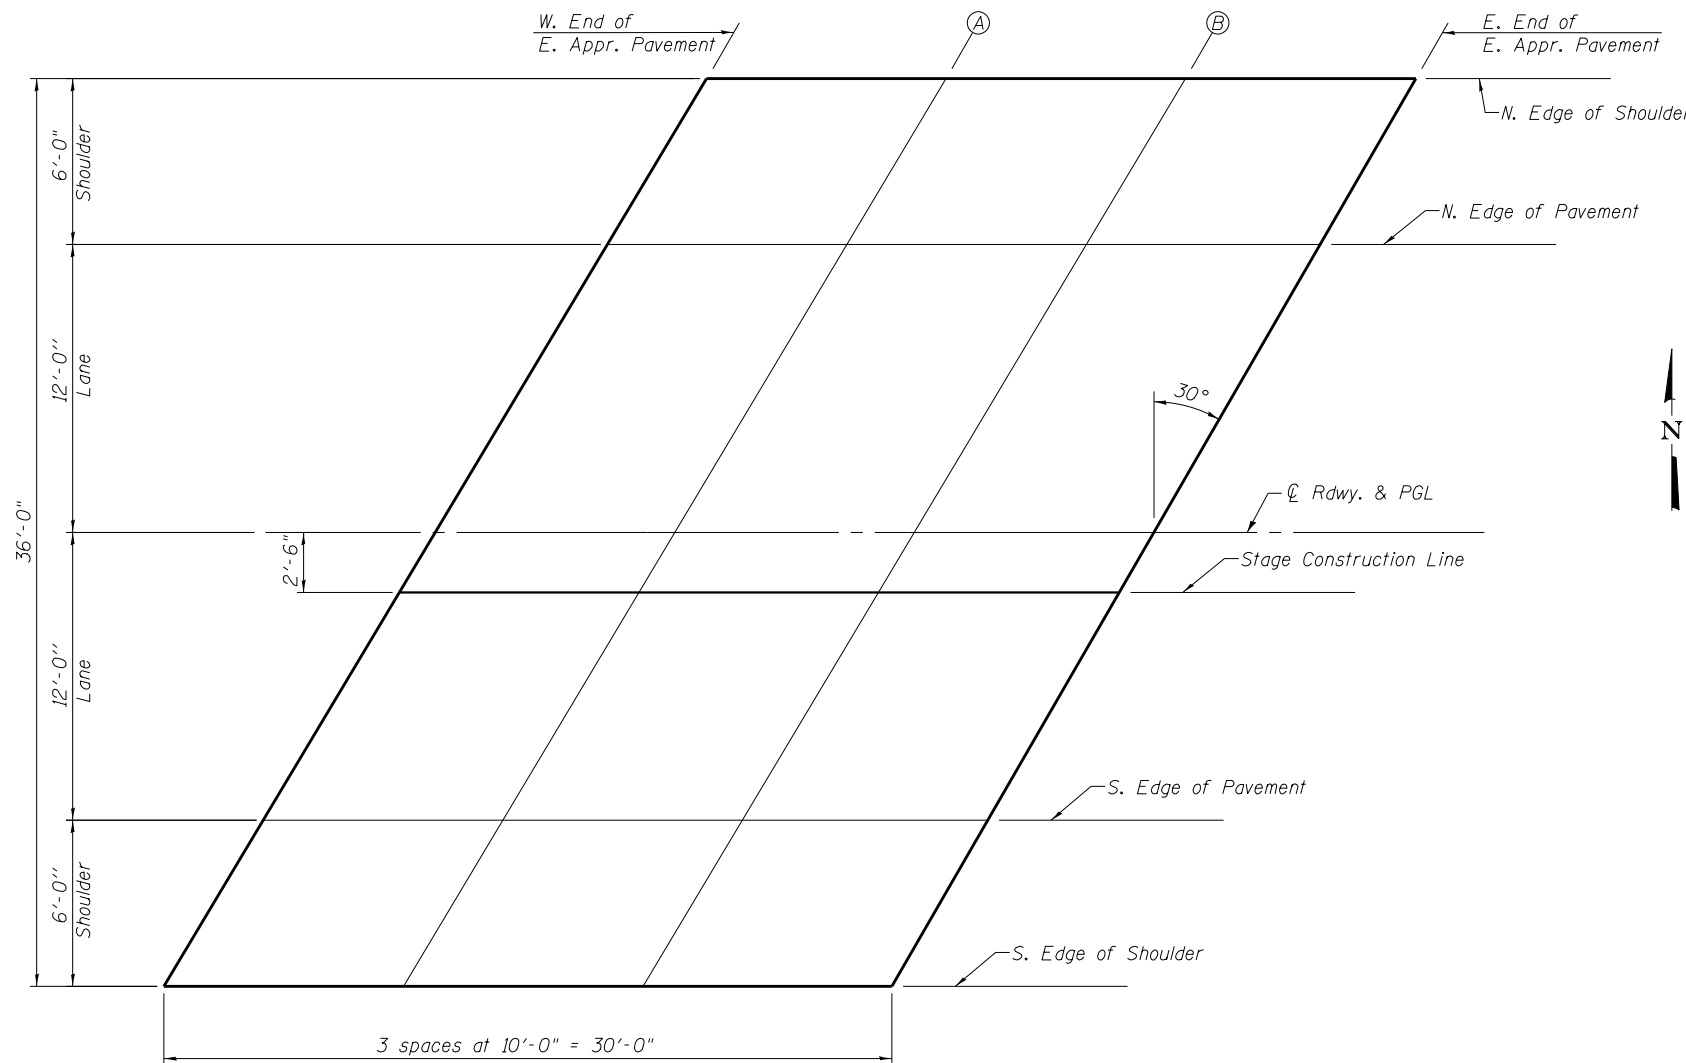 W. End of
E. Appr. Pavement
A
B
E. End of
E. Appr. Pavement
N. Edge of Shoulder
6'-0"
Shoulder
N. Edge of Pavement
12'-0''
Lane
30°
N
36'-0"
℄ Rdwy. & PGL
2'-6"
Stage Construction Line
12'-0''
Lane
S. Edge of Pavement
6'-0''
Shoulder
S. Edge of Shoulder
3 spaces at 10'-0" = 30'-0"